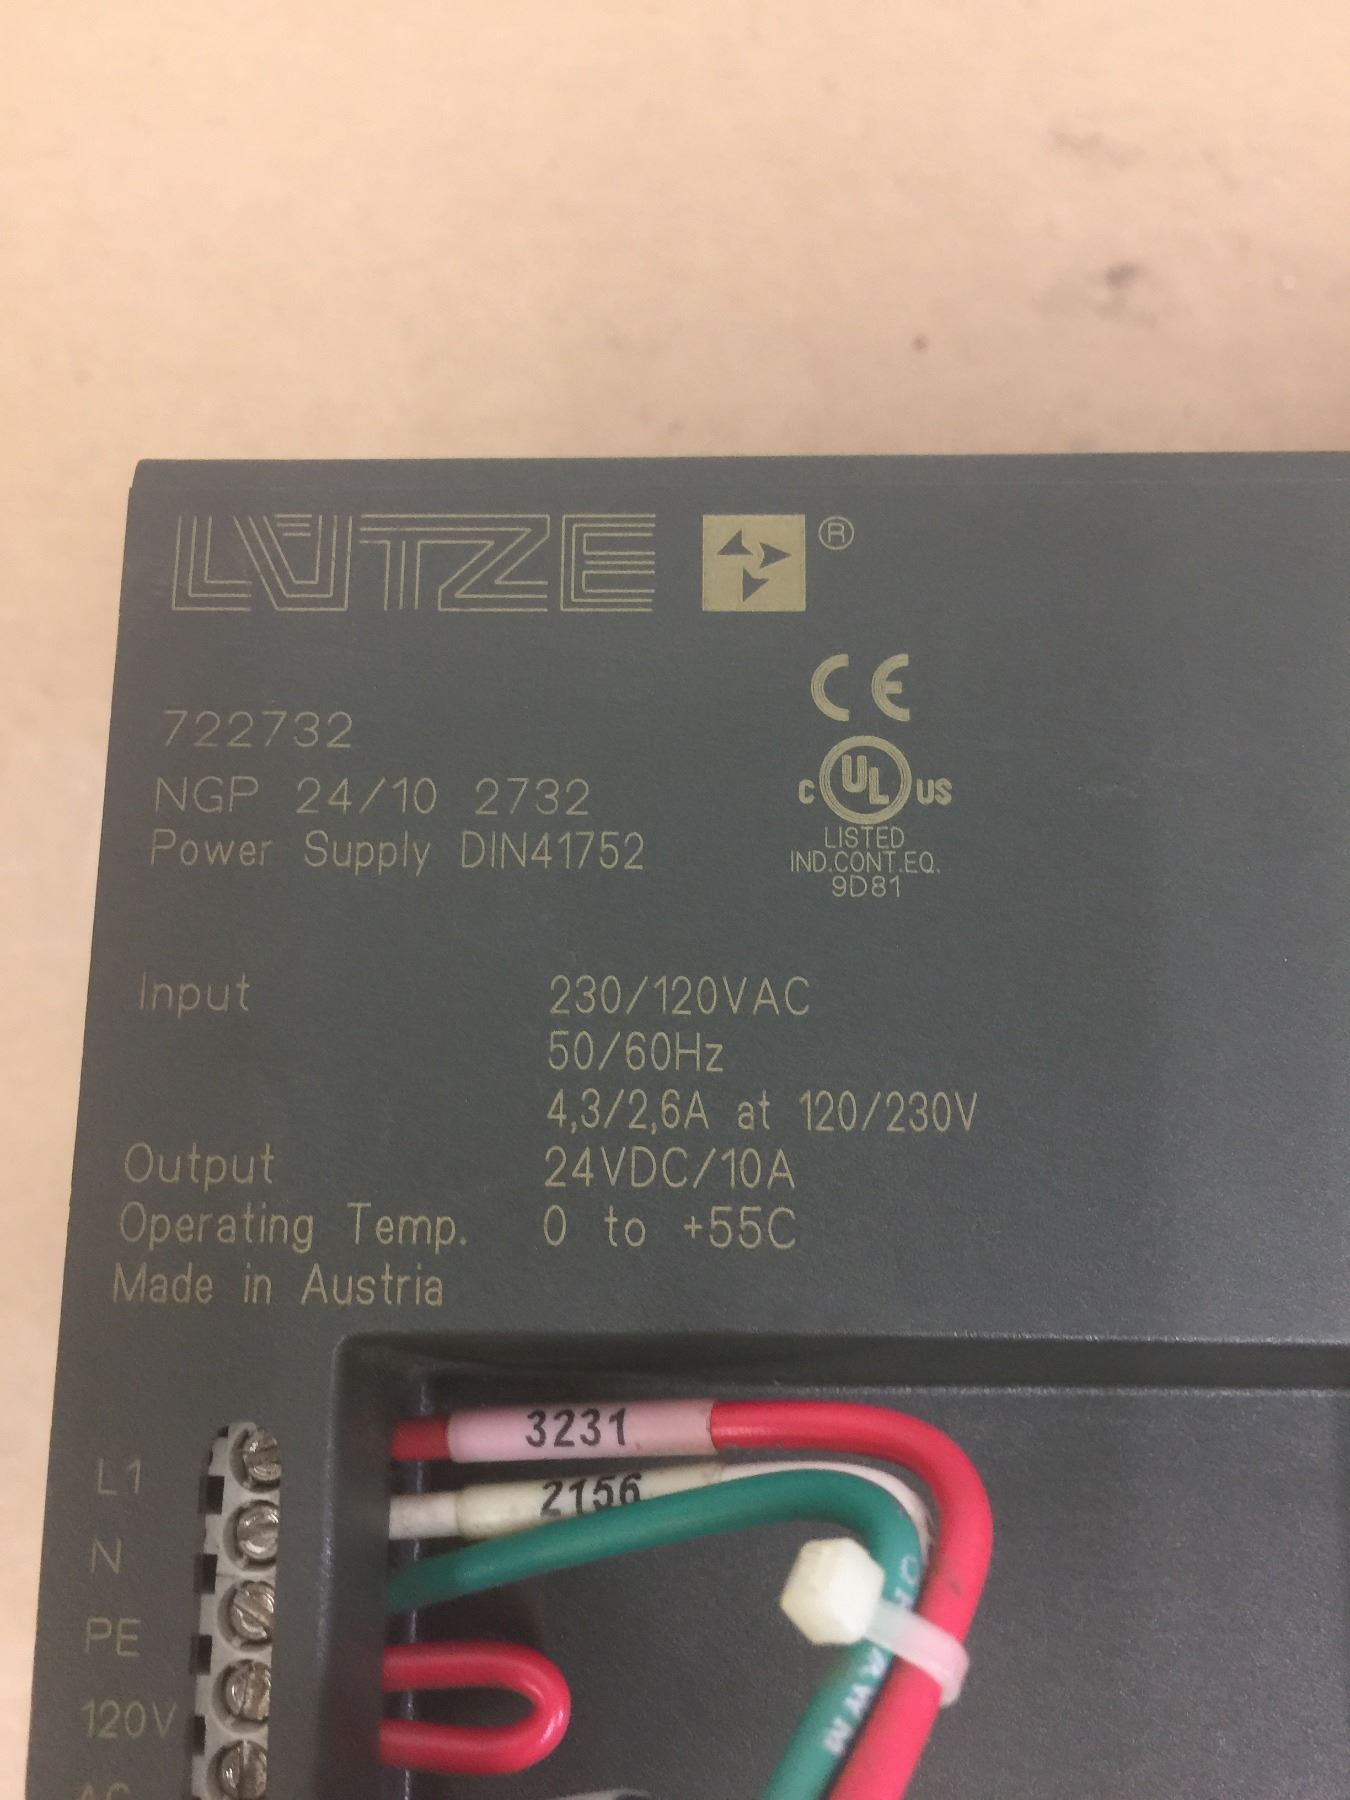 LÜTZE ®
CE
722732
NGP 24/10 2732
Power Supply DIN41752
C UL US
LISTED
IND.CONT.EQ.
9D81
Input 230/120VAC
50/60Hz
4,3/2,6A at 120/230V
Output 24VDC/10A
Operating Temp. 0 to +55C
Made in Austria
3231
2156
L1
N
PE
120V